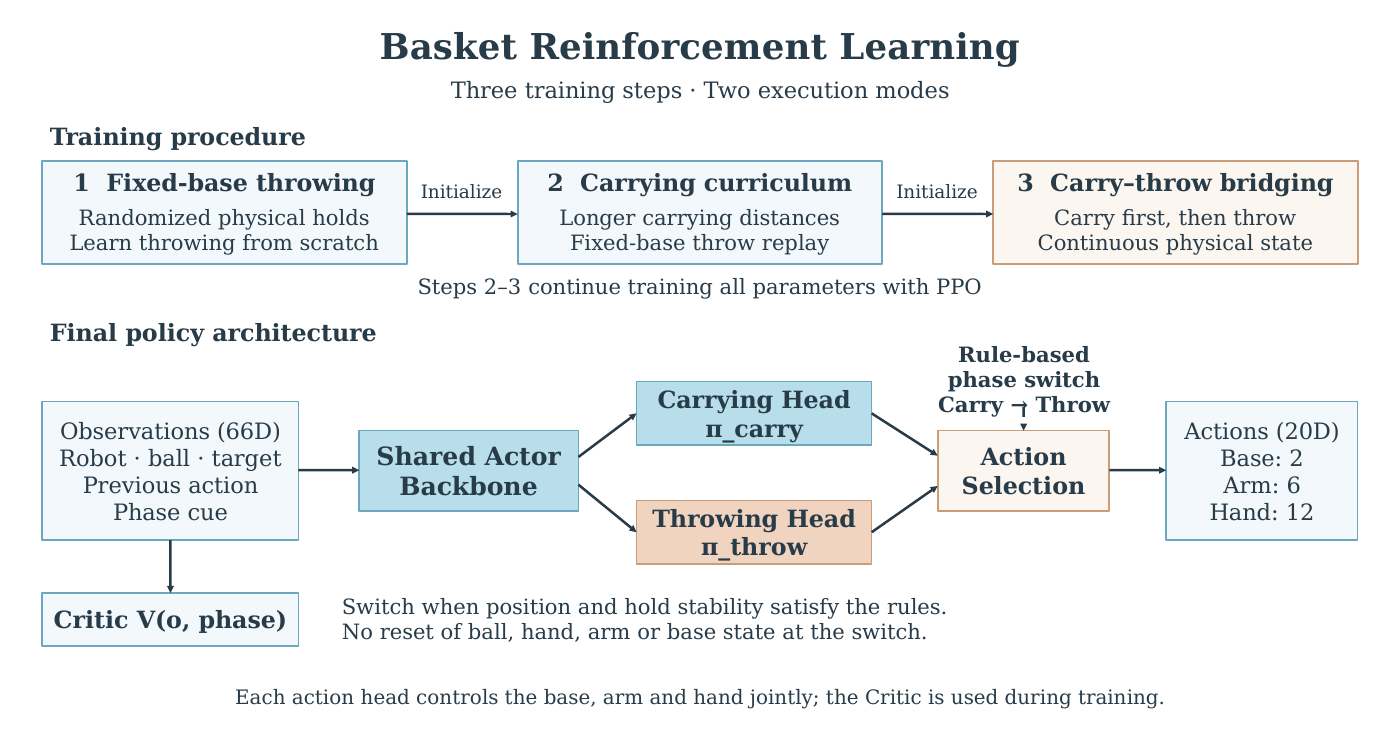 Basket Reinforcement Learning
Three training steps · Two execution modes
Training procedure
1 Fixed-base throwing
Randomized physical holds
Learn throwing from scratch
Initialize
2 Carrying curriculum
Longer carrying distances
Fixed-base throw replay
Initialize
3 Carry–throw bridging
Carry first, then throw
Continuous physical state
Steps 2–3 continue training all parameters with PPO
Final policy architecture
Observations (66D)
Robot · ball · target
Previous action
Phase cue
Shared Actor
Backbone
Carrying Head
π_carry
Throwing Head
π_throw
Rule-based
phase switch
Carry → Throw
Action
Selection
Actions (20D)
Base: 2
Arm: 6
Hand: 12
Critic V(o, phase)
Switch when position and hold stability satisfy the rules.
No reset of ball, hand, arm or base state at the switch.
Each action head controls the base, arm and hand jointly; the Critic is used during training.